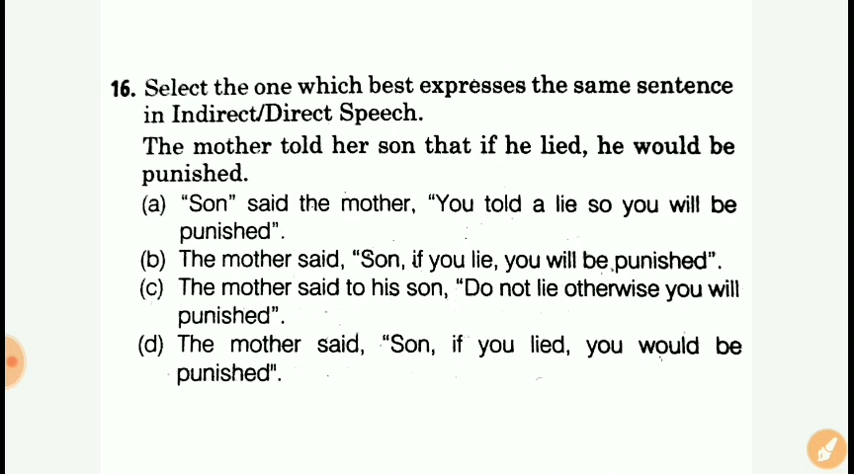 16. Select the one which best expresses the same sentence
in Indirect/Direct Speech.
The mother told her son that if he lied, he would be
punished.
(a) “Son” said the mother, “You told a lie so you will be
punished”.
(b) The mother said, “Son, if you lie, you will be punished”.
(c) The mother said to his son, “Do not lie otherwise you will
punished”.
(d) The mother said, “Son, if you lied, you would be
punished".